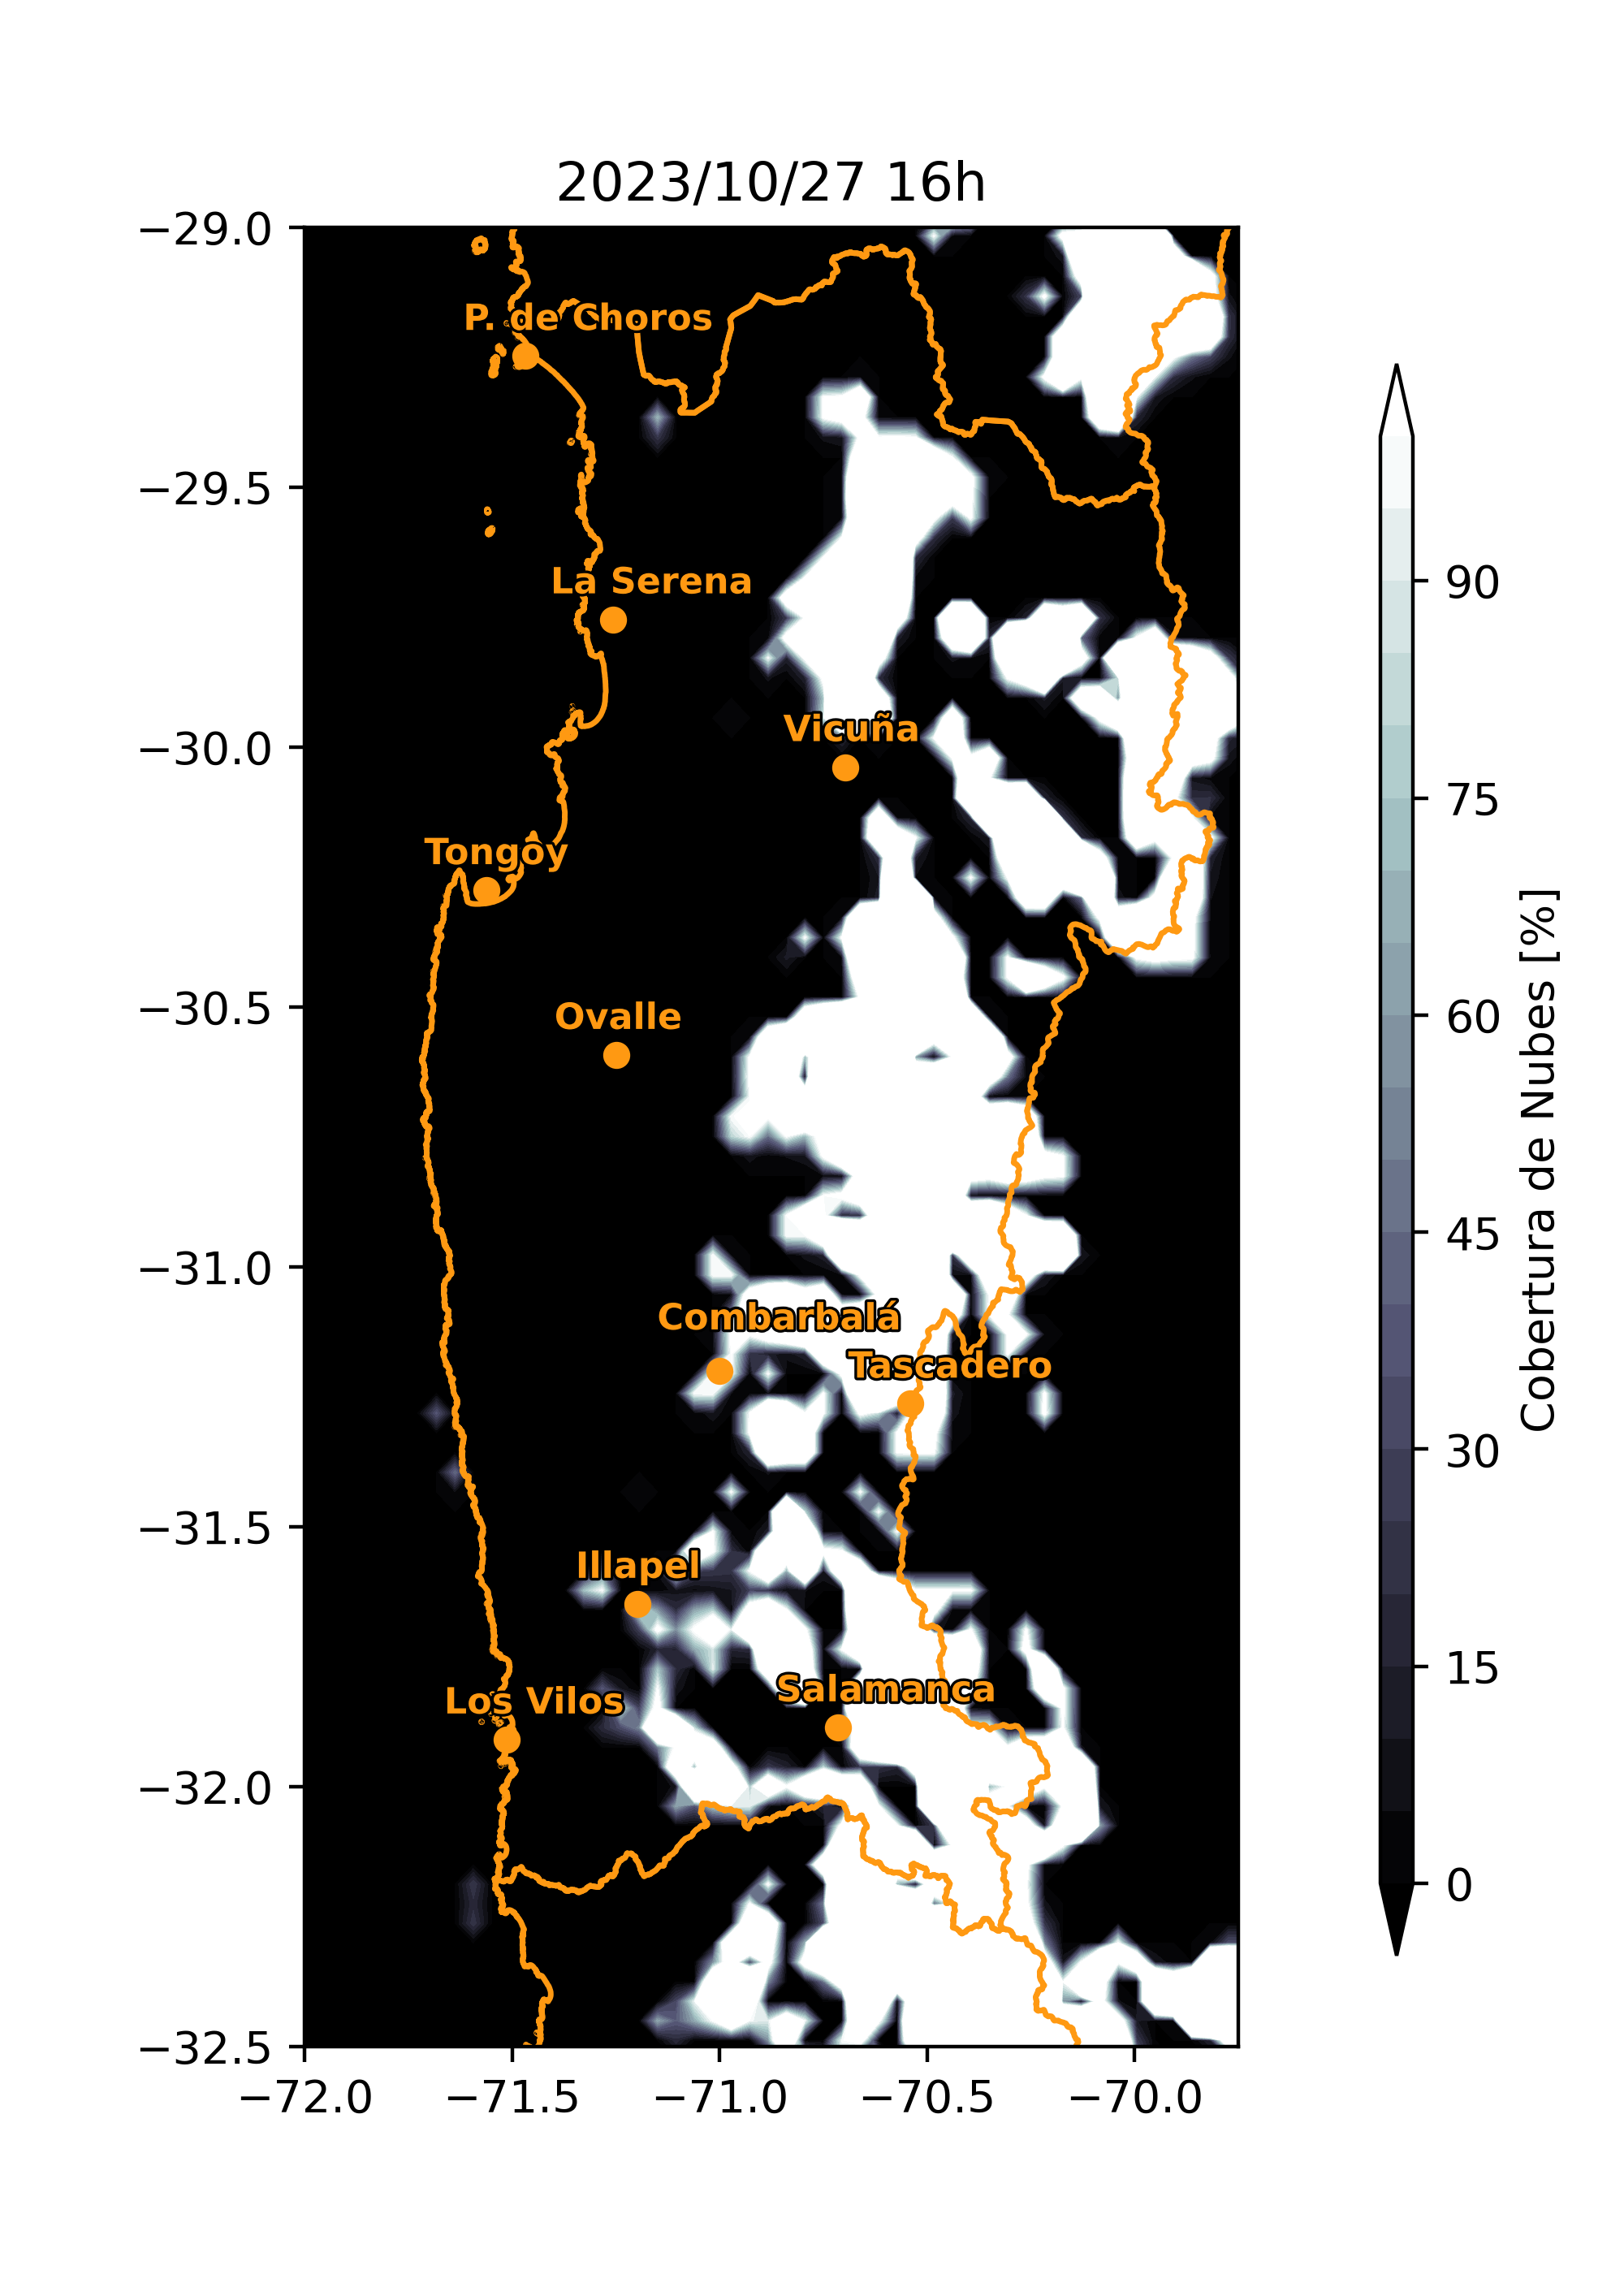 2023/10/27 16h
−29.0
−29.5
−30.0
−30.5
−31.0
−31.5
−32.0
−32.5
−72.0
−71.5
−71.0
−70.5
−70.0
P. de Choros
La Serena
Vicuña
Tongoy
Ovalle
Combarbalá
Tascadero
Illapel
Salamanca
Los Vilos
90
75
60
45
30
15
0
Cobertura de Nubes [%]